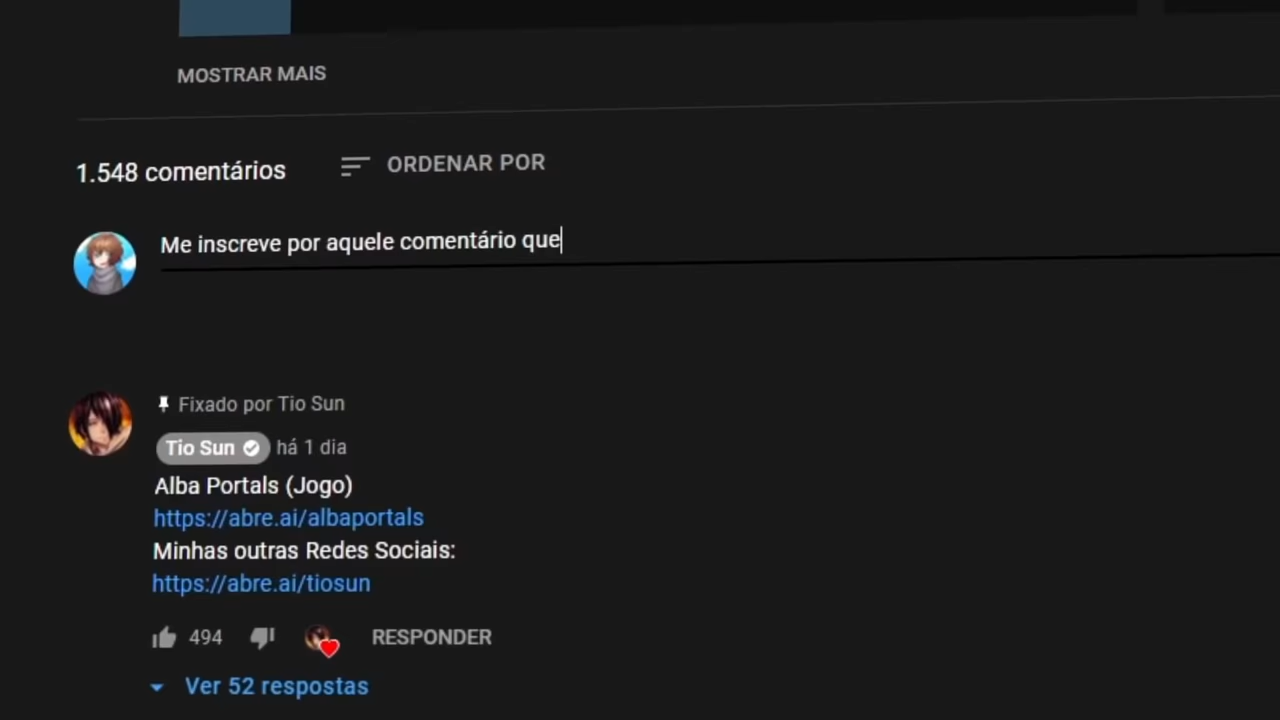 MOSTRAR MAIS
1.548 comentários
ORDENAR POR
Me inscreve por aquele comentário que
Fixado por Tio Sun
Tio Sun há 1 dia
Alba Portals (Jogo)
https://abre.ai/albaportals
Minhas outras Redes Sociais:
https://abre.ai/tiosun
494 RESPONDER
Ver 52 respostas